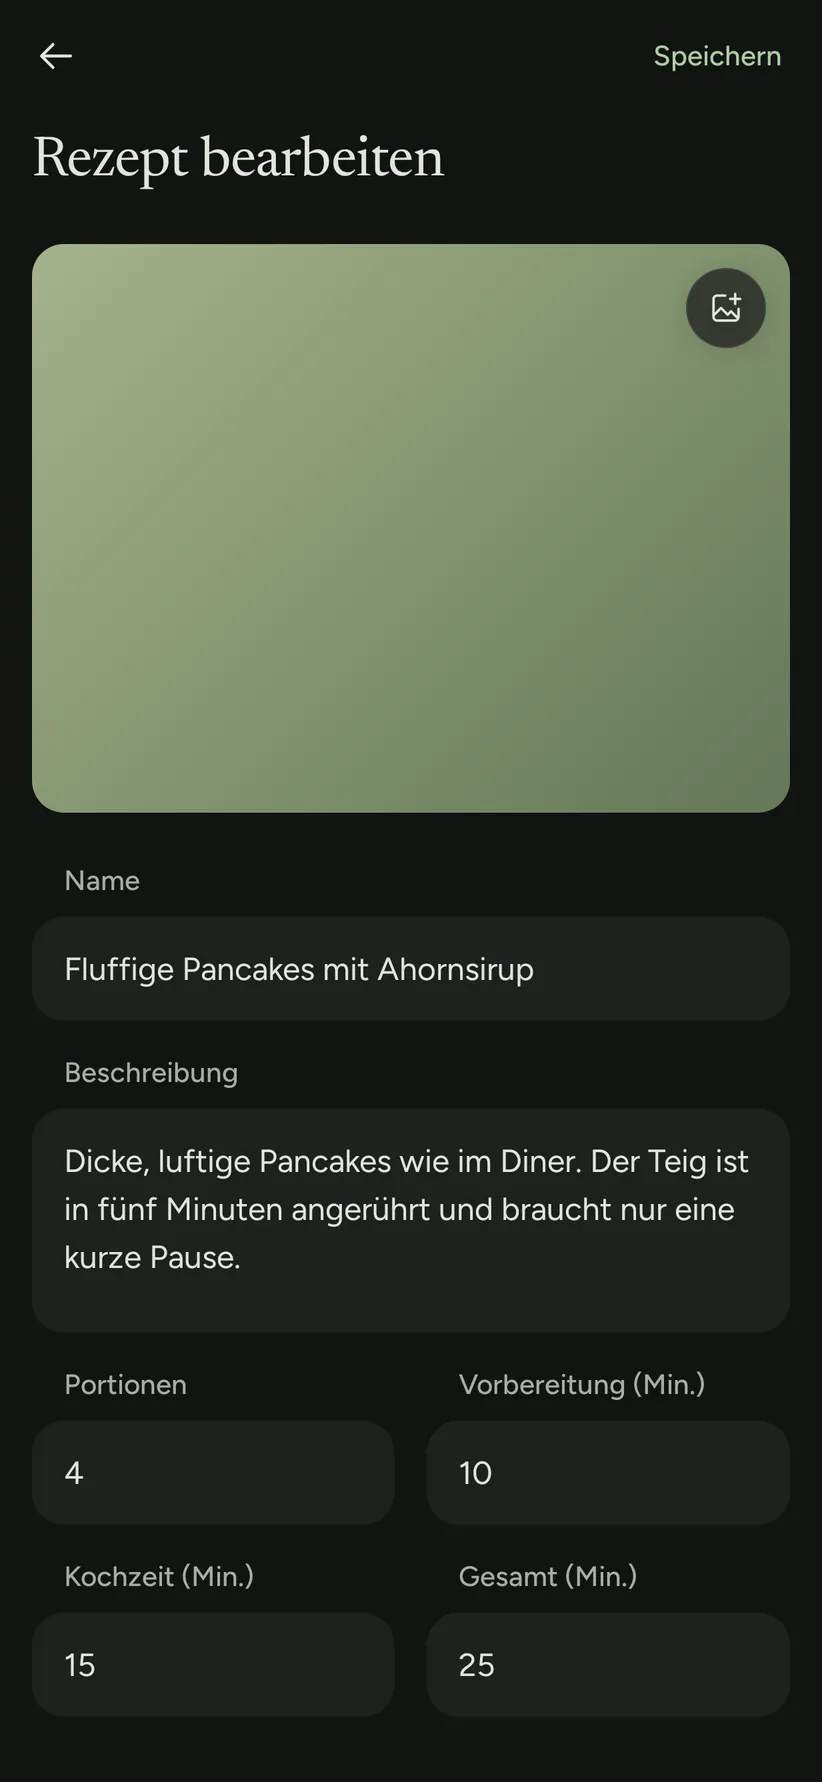 Speichern
Rezept bearbeiten
Name
Fluffige Pancakes mit Ahornsirup
Beschreibung
Dicke, luftige Pancakes wie im Diner. Der Teig ist
in fünf Minuten angerührt und braucht nur eine
kurze Pause.
Portionen
4
Vorbereitung (Min.)
10
Kochzeit (Min.)
15
Gesamt (Min.)
25